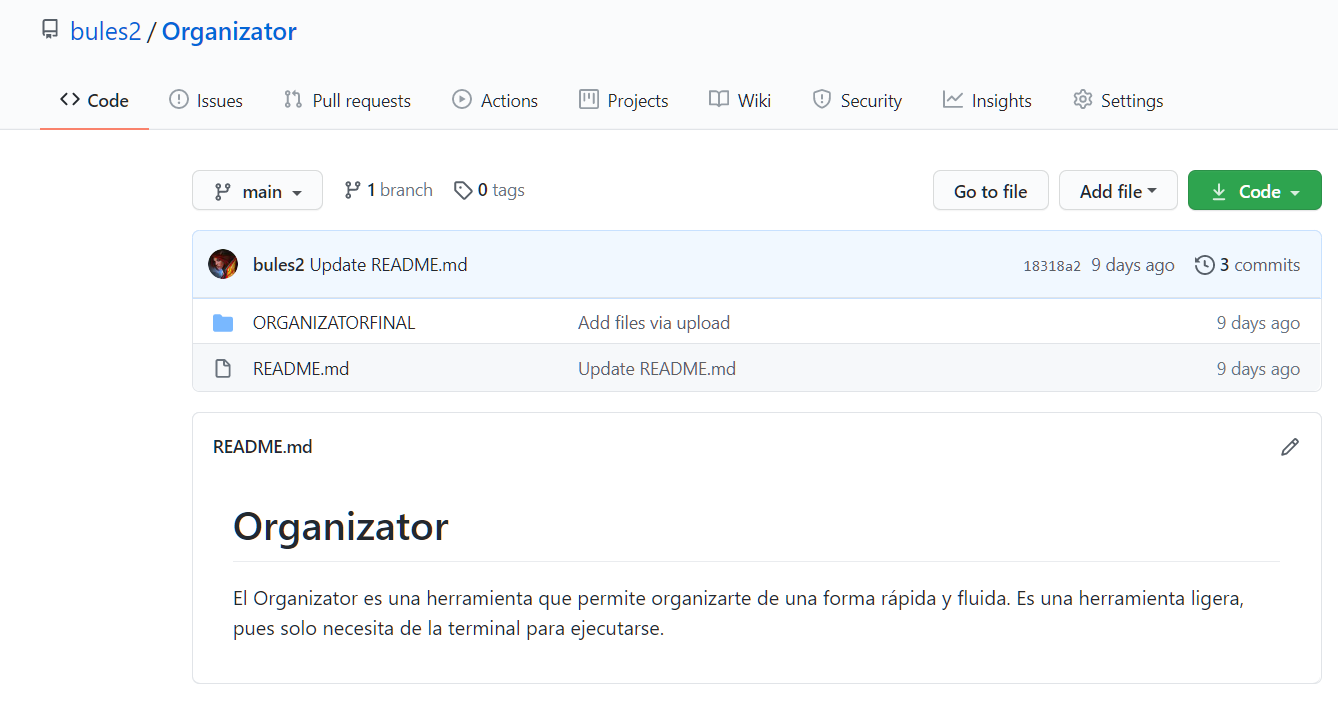 bules2 / Organizator
Code Issues Pull requests Actions Projects Wiki Security Insights Settings
main 1 branch 0 tags Go to file Add file Code
bules2 Update README.md 18318a2 9 days ago 3 commits
ORGANIZATORFINAL Add files via upload 9 days ago
README.md Update README.md 9 days ago
README.md
Organizator
El Organizator es una herramienta que permite organizarte de una forma rápida y fluida. Es una herramienta ligera,
pues solo necesita de la terminal para ejecutarse.